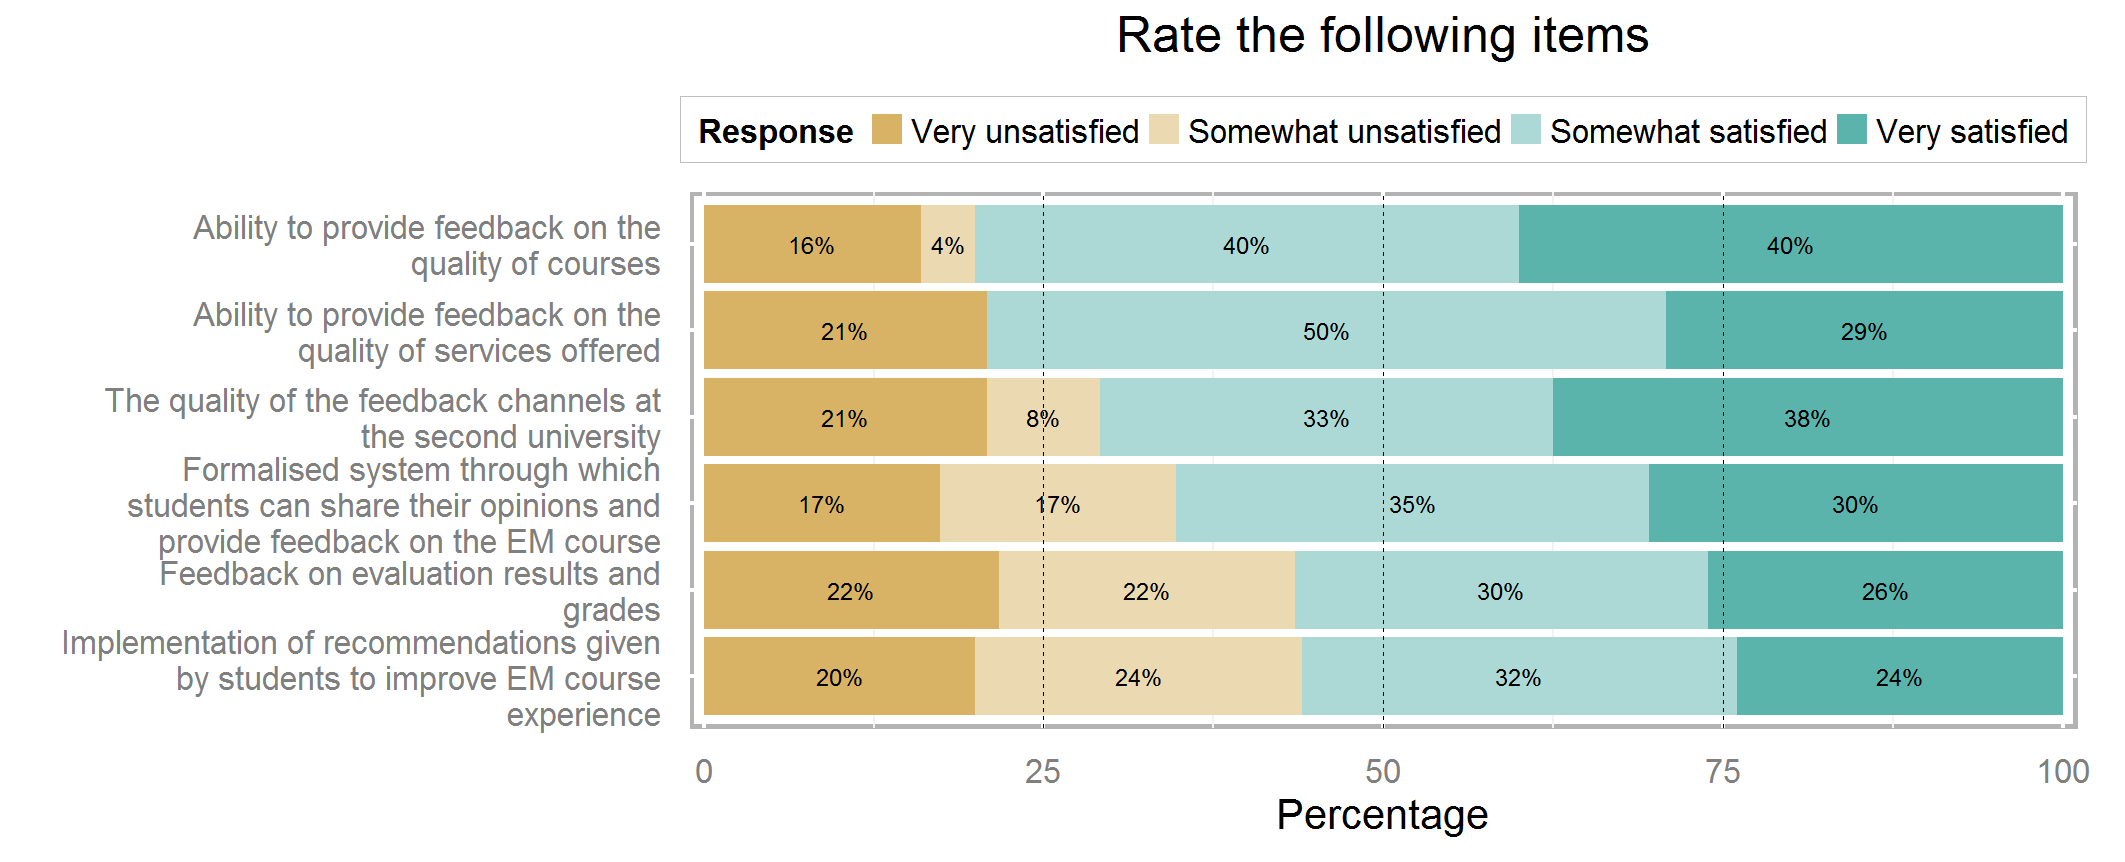 Rate the following items
Response Very unsatisfied Somewhat unsatisfied Somewhat satisfied Very satisfied
Ability to provide feedback on the
quality of courses
16% 4% 40% 40%
Ability to provide feedback on the
quality of services offered
21% 50% 29%
The quality of the feedback channels at
the second university
21% 8% 33% 38%
Formalised system through which
students can share their opinions and
provide feedback on the EM course
17% 17% 35% 30%
Feedback on evaluation results and
grades
22% 22% 30% 26%
Implementation of recommendations given
by students to improve EM course
experience
20% 24% 32% 24%
0 25 50 75 100
Percentage